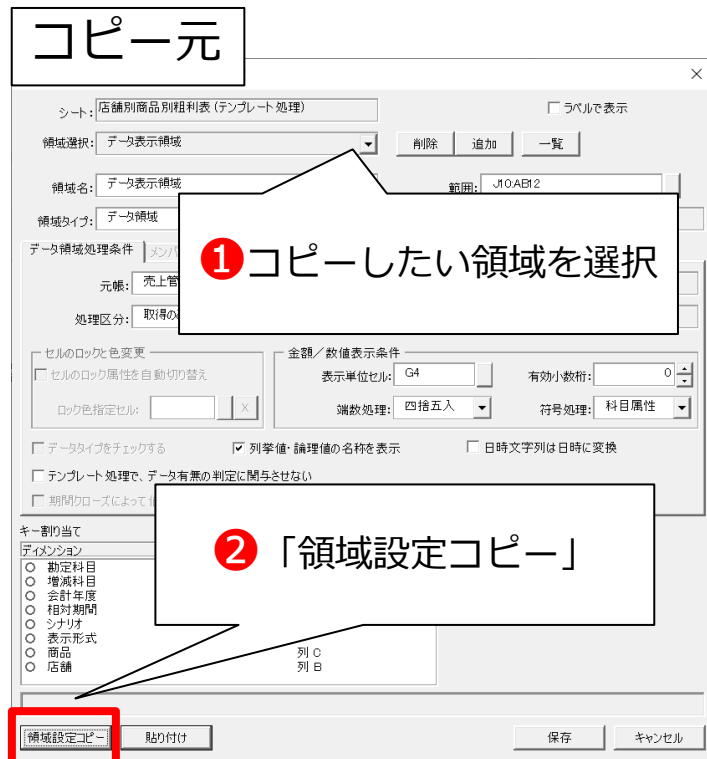 コピー元
シート: 店舗別商品別粗利表 (テンプレート処理) ラベルで表示
領域選択: データ表示領域 削除 追加 一覧
領域名: データ表示領域 範囲: J10:AB12
領域タイプ: データ領域
データ領域処理条件
❶コピーしたい領域を選択
元帳:
処理区分:
セルのロックと色変更
セルのロック属性を自動切り替え
ロック色指定セル: X
金額/数値表示条件
表示単位セル: G4 有効小数桁: 0
端数処理: 四捨五入 符号処理: 科目属性
データタイプをチェックする 列挙値・論理値の名称を表示 日時文字列は日時に変換
テンプレート処理で、データ有無の判定に関与させない
期間クローズによって
キー割り当て
❷「領域設定コピー」
ディメンション
勘定科目
増減科目
会計年度
相対期間
シナリオ
表示形式
商品 列 C
店舗 列 B
領域設定コピー 貼り付け 保存 キャンセル